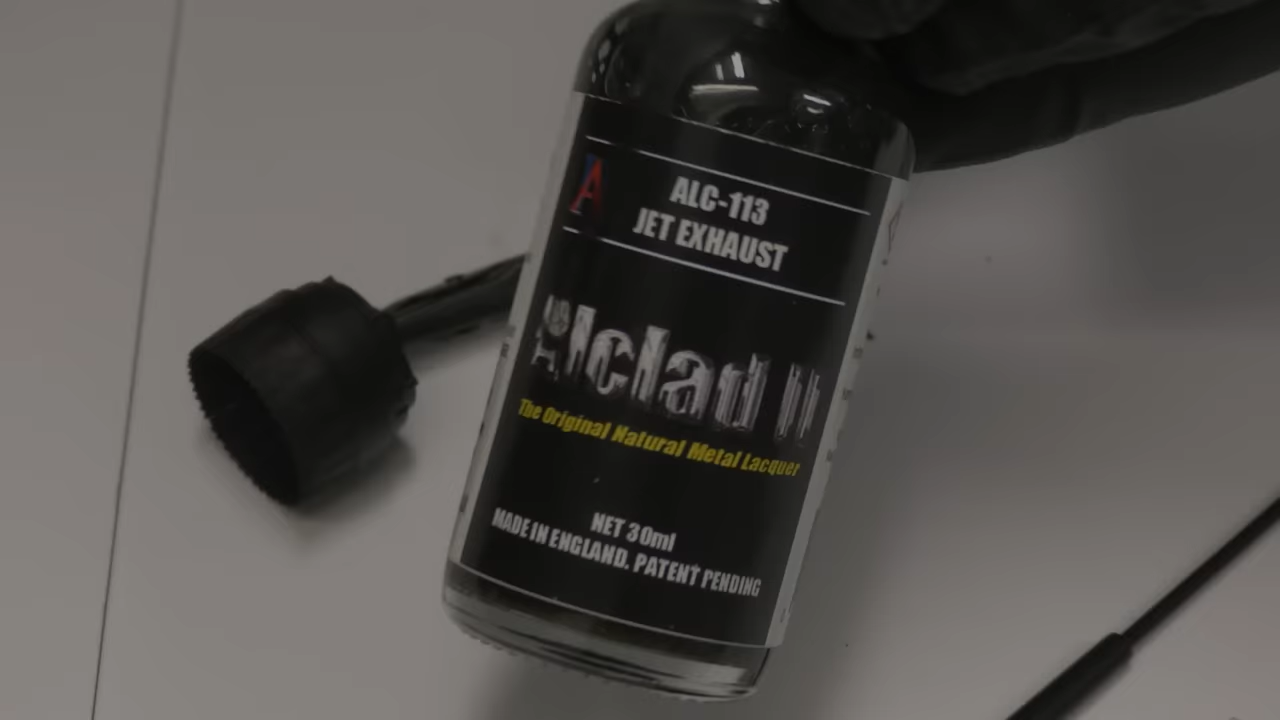 A
ALC-113
JET EXHAUST
Alclad II
The Original Natural Metal Lacquer
NET 30ml
MADE IN ENGLAND. PATENT PENDING